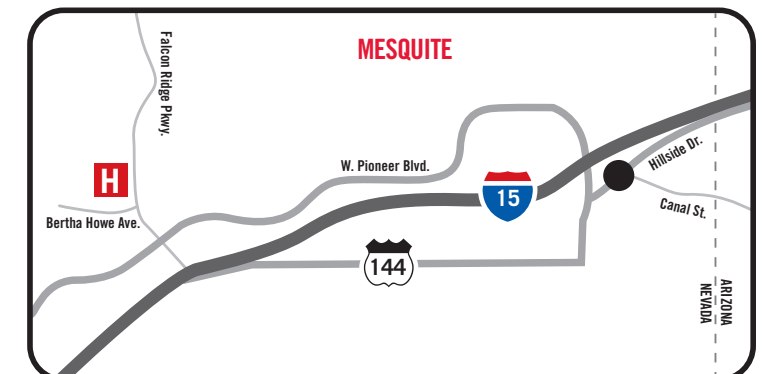 MESQUITE
Falcon Ridge Pkwy.
W. Pioneer Blvd.
Hillside Dr.
H
15
Canal St.
Bertha Howe Ave.
144
ARIZONA
NEVADA